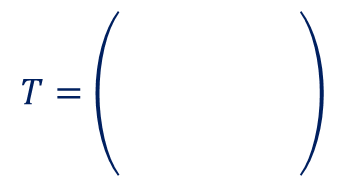 T = ( )